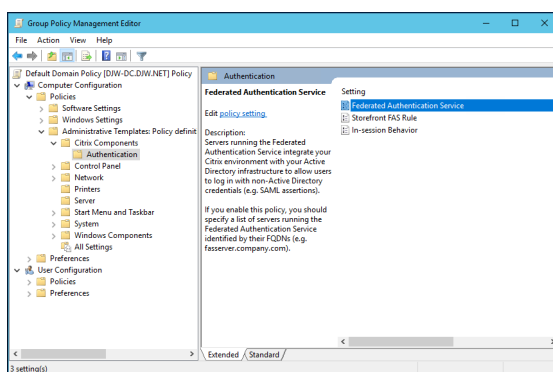 Group Policy Management Editor
File Action View Help
Default Domain Policy [DJW-DC.DJW.NET] Policy
Computer Configuration
Policies
Software Settings
Windows Settings
Administrative Templates: Policy definit
Citrix Components
Authentication
Control Panel
Network
Printers
Server
Start Menu and Taskbar
System
Windows Components
All Settings
Preferences
User Configuration
Policies
Preferences
Authentication
Federated Authentication Service
Edit policy setting
Description:
Servers running the Federated
Authentication Service integrate your
Citrix environment with your Active
Directory infrastructure to allow users
to log in with non-Active Directory
credentials (e.g. SAML assertions).
If you enable this policy, you should
specify a list of servers running the
Federated Authentication Service
identified by their FQDNs (e.g.
fasserver.company.com).
Setting
Federated Authentication Service
Storefront FAS Rule
In-session Behavior
Extended Standard
3 setting(s)